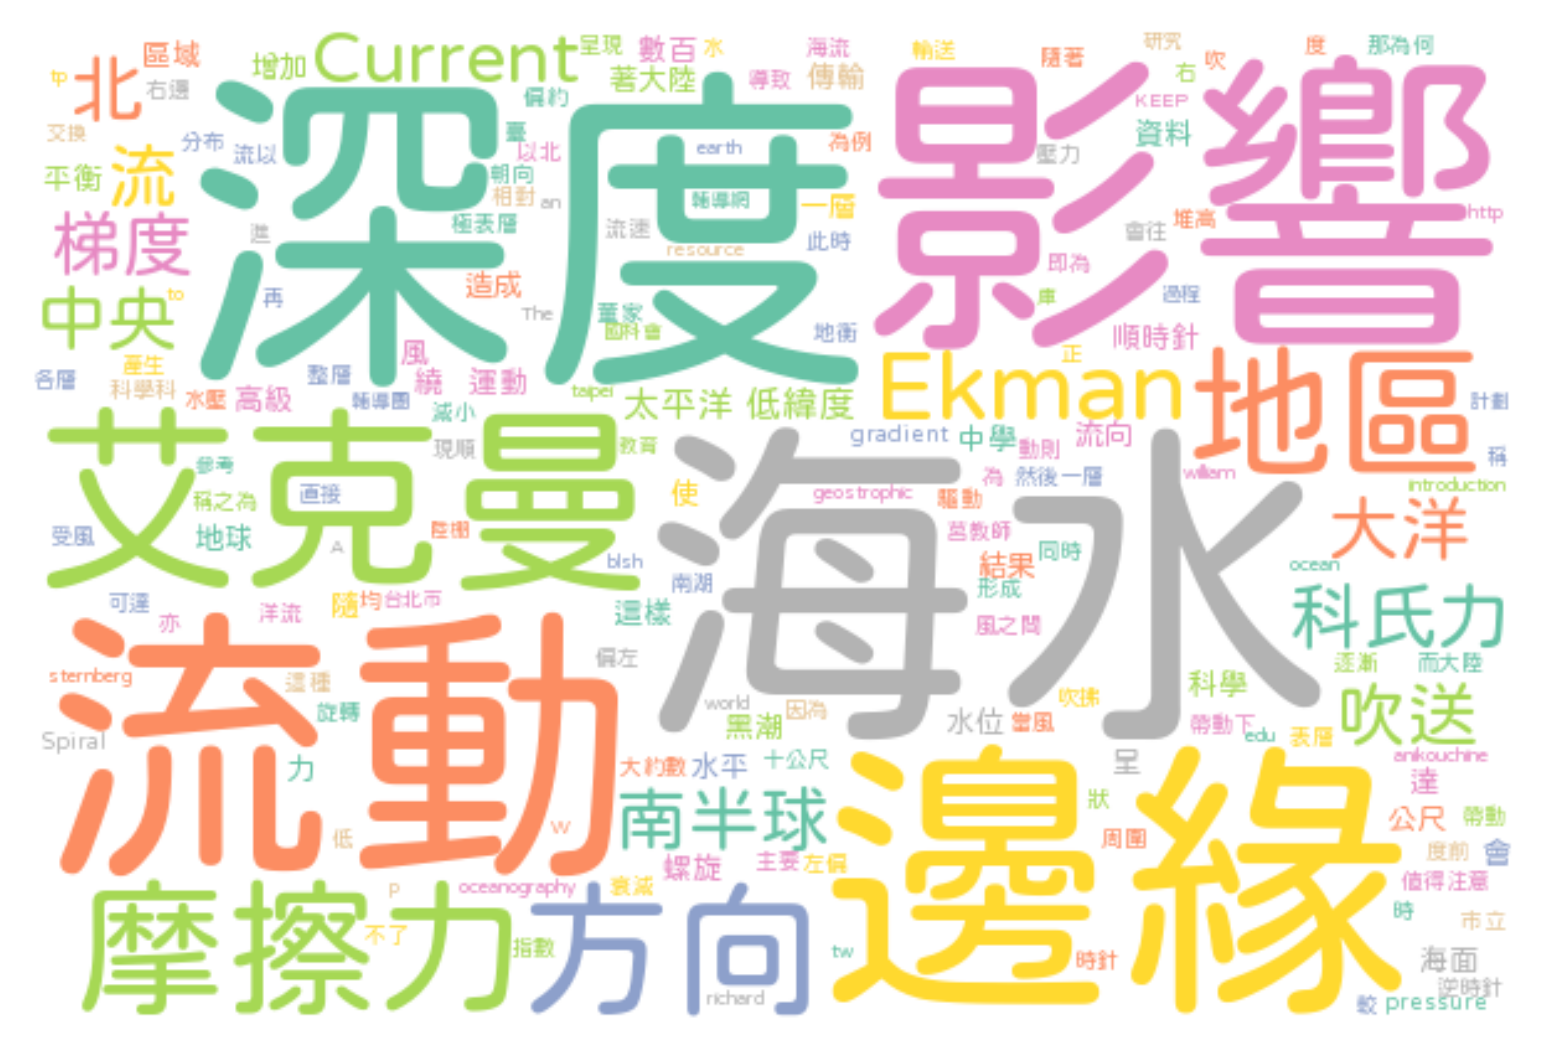 tp
北
區域
右邊
增加
Current
呈現
數百
水
海流
輸送
隨著
研究
度
那為何
著大陸
導致
傳輸
右
吹
偏約
KEEP
交換
分布
流以
臺
以北
earth
為例
壓力
資料
深度
影響
平衡
流
朝向
相對
an
輔導網
一層
梯度
進
極表層
流速
resource
此時
會往
堆高
http
中央
to
再
造成
The
董家
國科會
地衡
即為
庫
過程
順時針
各層
產生
科學科
水壓
高級
整層
輔導團
風
繞
運動
減小
taipei
太平洋
低緯度
Ekman
正
地區
計劃
艾克曼
參考
稱之為
直接
現順
教育
gradient
中學
動則
流向
為
然後一層
william
稱
introduction
受風
地球
A
陸棚
使
geostrophic
驅動
莒教師
同時
結果
形成
大洋
ocean
海水
blsh
南湖
可達
亦
洋流
隨
均
台北市
這樣
風之間
科氏力
sternberg
這種
旋轉
偏左
逐漸
而大陸
Spiral
流動
力
低
W
world
黑潮
因為
水位
當風
吹拂
科學
帶動下
edu
表層
吹送
anikouchine
大約數
水平
十公尺
呈
達
南半球
邊緣
狀
周圍
公尺
帶動
螺旋
主要
左偏
度前
會
摩擦力
p
不了
oceanography
指數
衰減
方向
richard
tw
時針
值得注意
時
市立
海面
逆時針
較
pressure